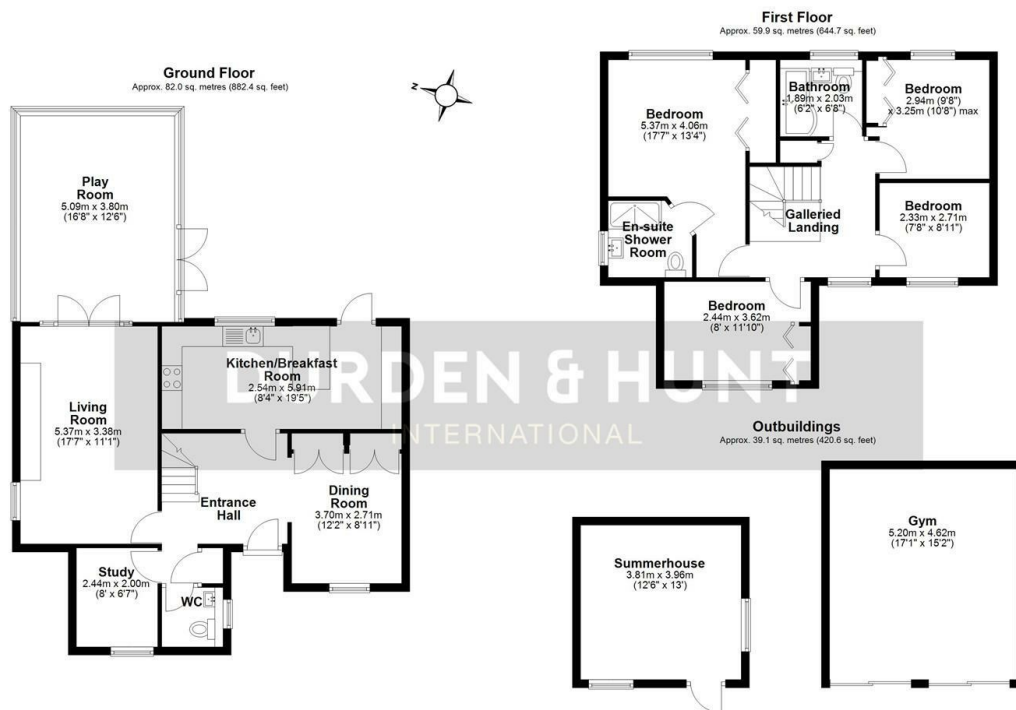 Ground Floor
Approx. 82.0 sq. metres (882.4 sq. feet)
N
Play
Room
5.09m x 3.80m
(16'8" x 12'6")
Kitchen/Breakfast
Room
2.54m x 5.91m
(8'4" x 19'5")
Living
Room
5.37m x 3.38m
(17'7" x 11'1")
Entrance
Hall
Dining
Room
3.70m x 2.71m
(12'2" x 8'11")
Study
2.44m x 2.00m
(8' x 6'7")
WC
First Floor
Approx. 59.9 sq. metres (644.7 sq. feet)
Bedroom
5.37m x 4.06m
(17'7" x 13'4")
Bathroom
1.89m x 2.03m
(6'2" x 6'8")
Bedroom
2.94m (9'8")
x 3.25m (10'8") max
En-suite
Shower
Room
Galleried
Landing
Bedroom
2.33m x 2.71m
(7'8" x 8'11")
Bedroom
2.44m x 3.62m
(8' x 11'10")
DURDEN & HUNT
INTERNATIONAL
Outbuildings
Approx. 39.1 sq. metres (420.6 sq. feet)
Summerhouse
3.81m x 3.96m
(12'6" x 13')
Gym
5.20m x 4.62m
(17'1" x 15'2")